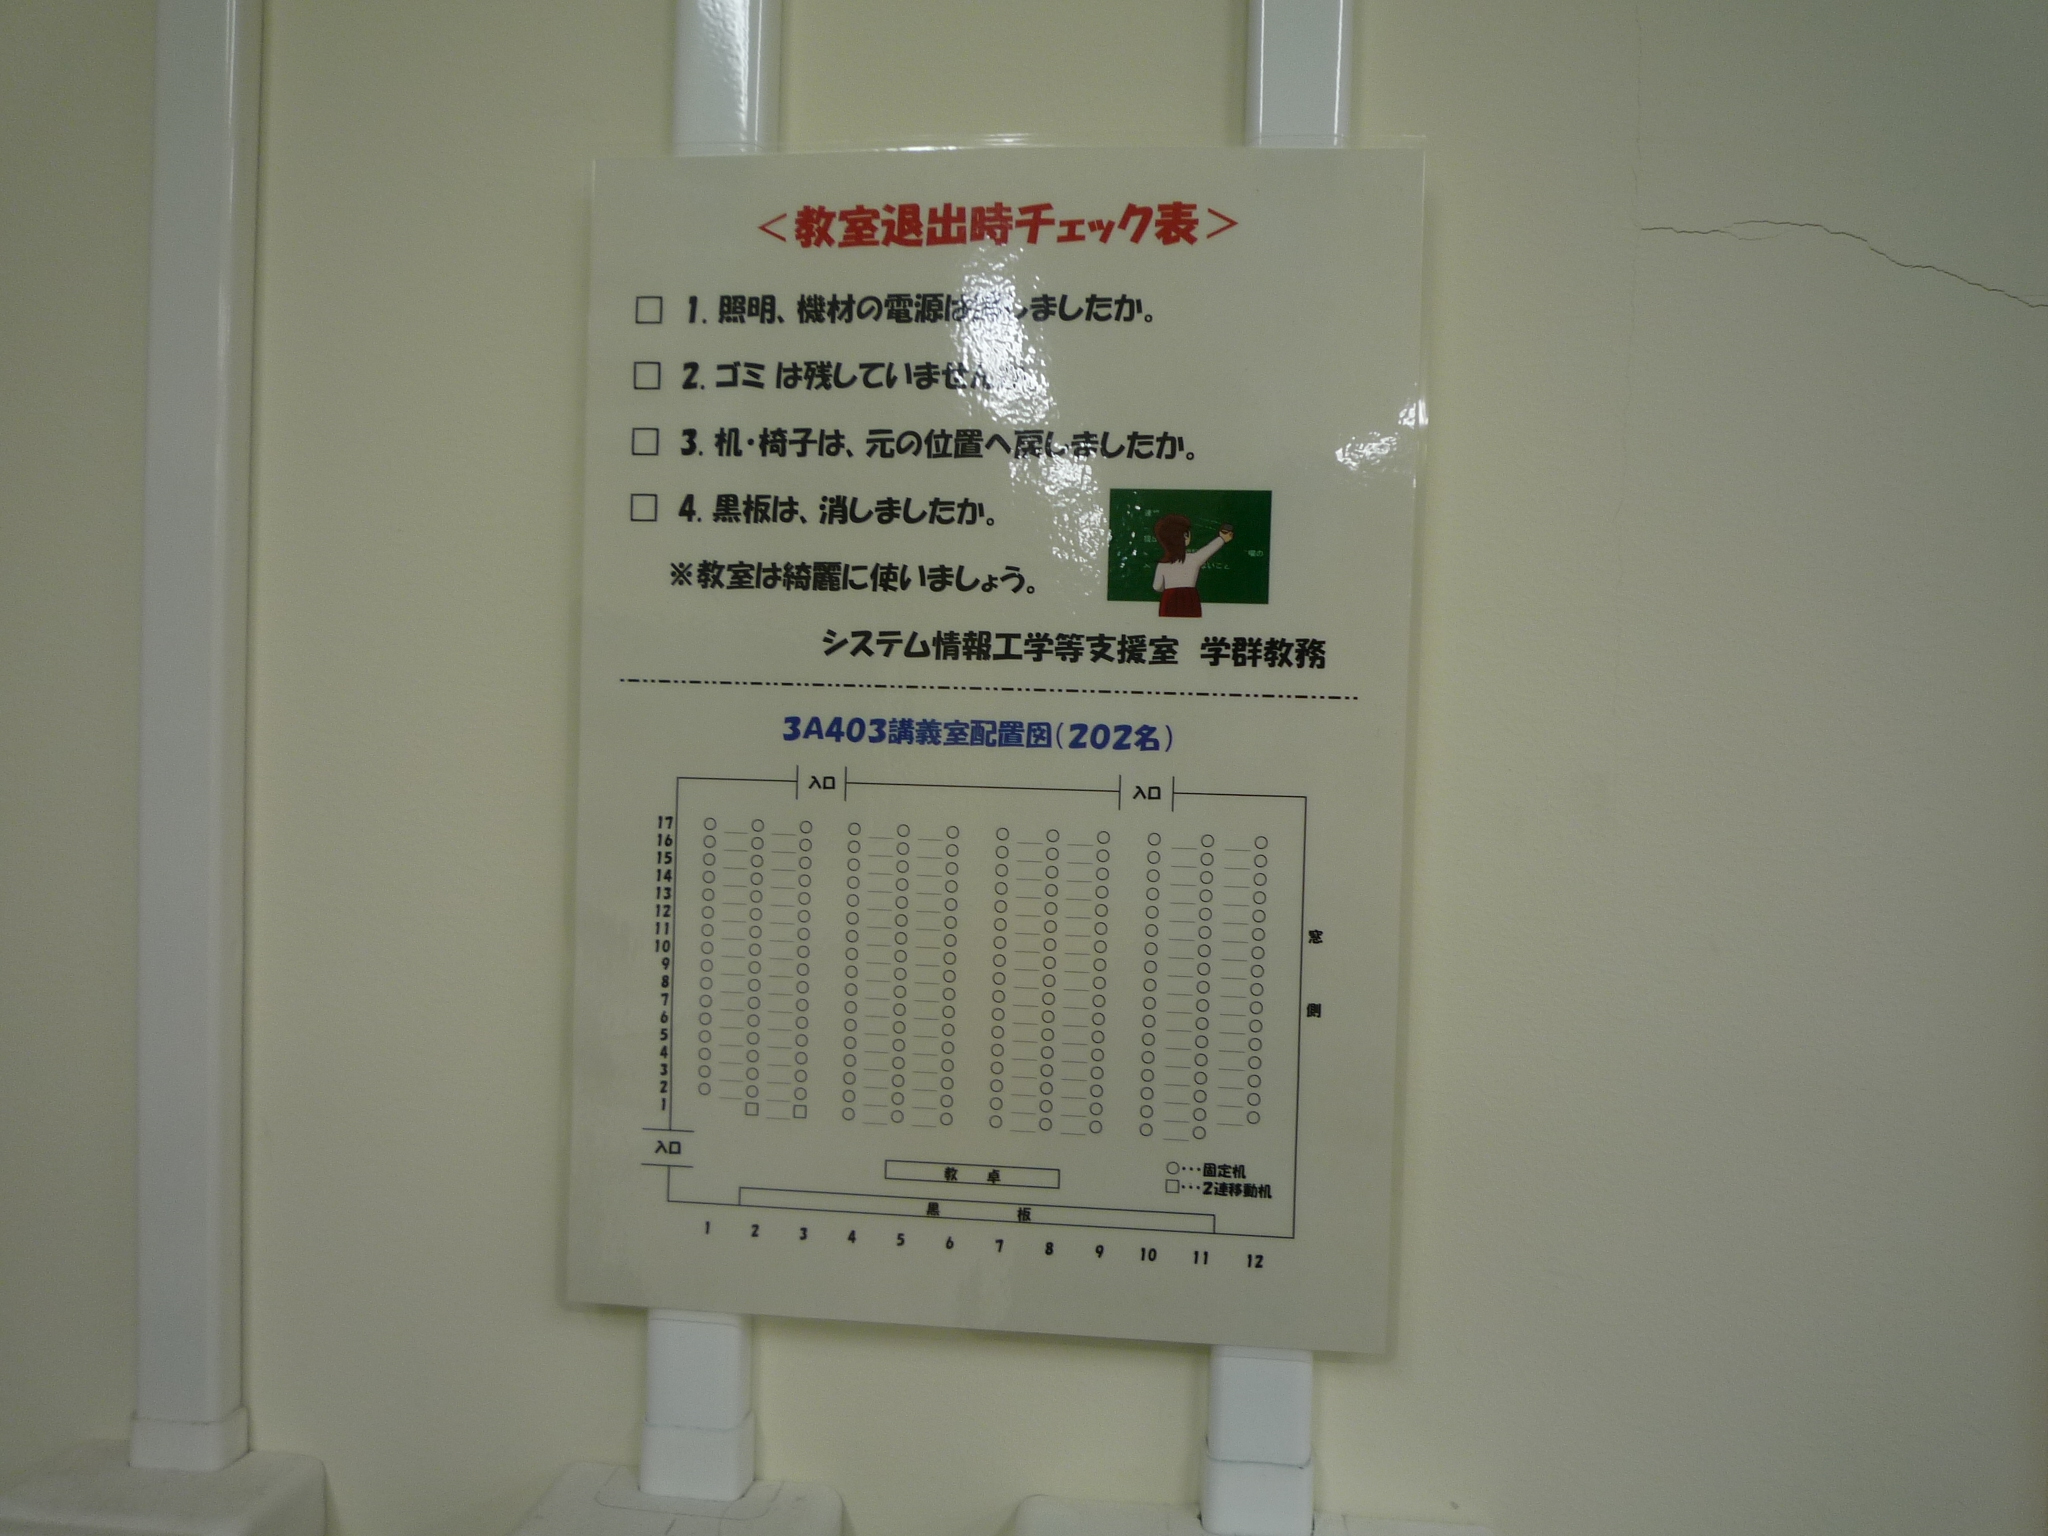 ＜教室退出時チェック表＞
□ 1. 照明、機材の電源は しましたか。
□ 2. ゴミ は残していません
□ 3. 机・椅子は、元の位置へ戻しましたか。
□ 4. 黒板は、消しましたか。
※教室は綺麗に使いましょう。
システム情報工学等支援室　学群教務
3A403講義室配置図（202名）
入口
入口
17
16
15
14
13
12
11
10
9
8
7
6
5
4
3
2
1
窓側
入口
教　卓
○・・・固定机
□・・・2連移動机
黒　板
1 2 3 4 5 6 7 8 9 10 11 12